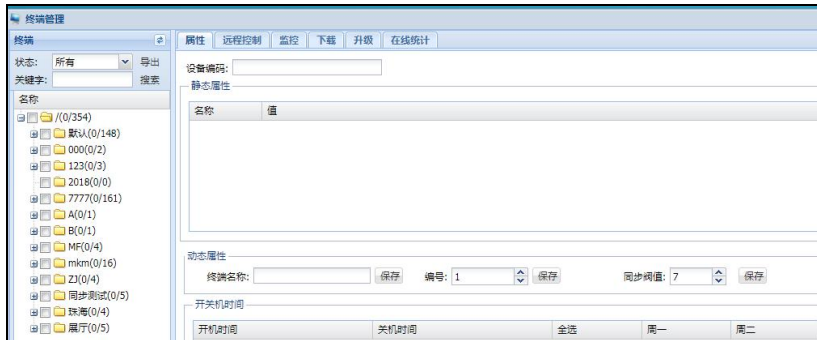 终端管理
终端
状态: 所有 导出
关键字: 搜索
名称
/(0/354)
默认(0/148)
000(0/2)
123(0/3)
2018(0/0)
7777(0/161)
A(0/1)
B(0/1)
MF(0/4)
mkm(0/16)
ZJ(0/4)
同步测试(0/5)
珠海(0/4)
展厅(0/5)
属性 远程控制 监控 下载 升级 在线统计
设备编码:
静态属性
名称 值
动态属性
终端名称: 保存 编号: 1 保存 同步阀值: 7 保存
开关机时间
开机时间 关机时间 全选 周一 周二